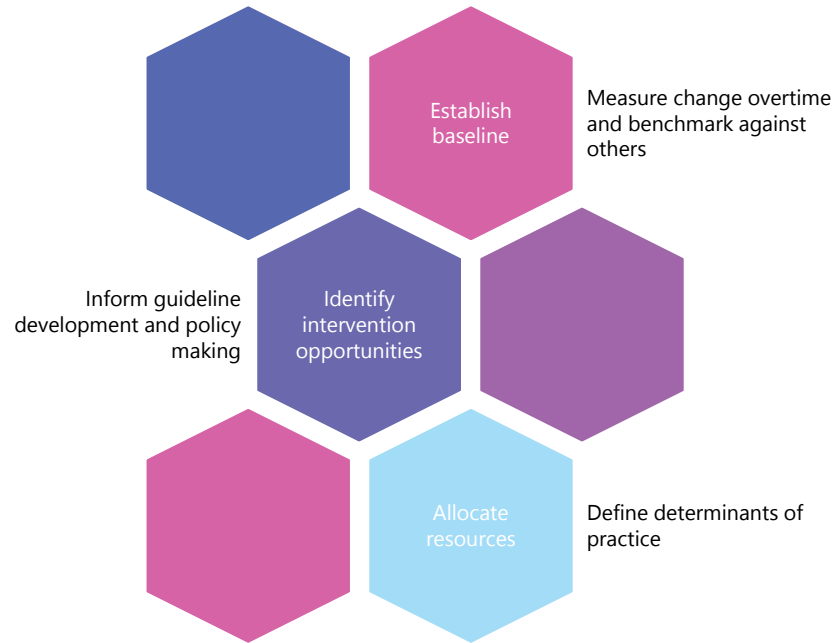 Establish
baseline
Measure change overtime
and benchmark against
others
Inform guideline
development and policy
making
Identify
intervention
opportunities
Allocate
resources
Define determinants of
practice